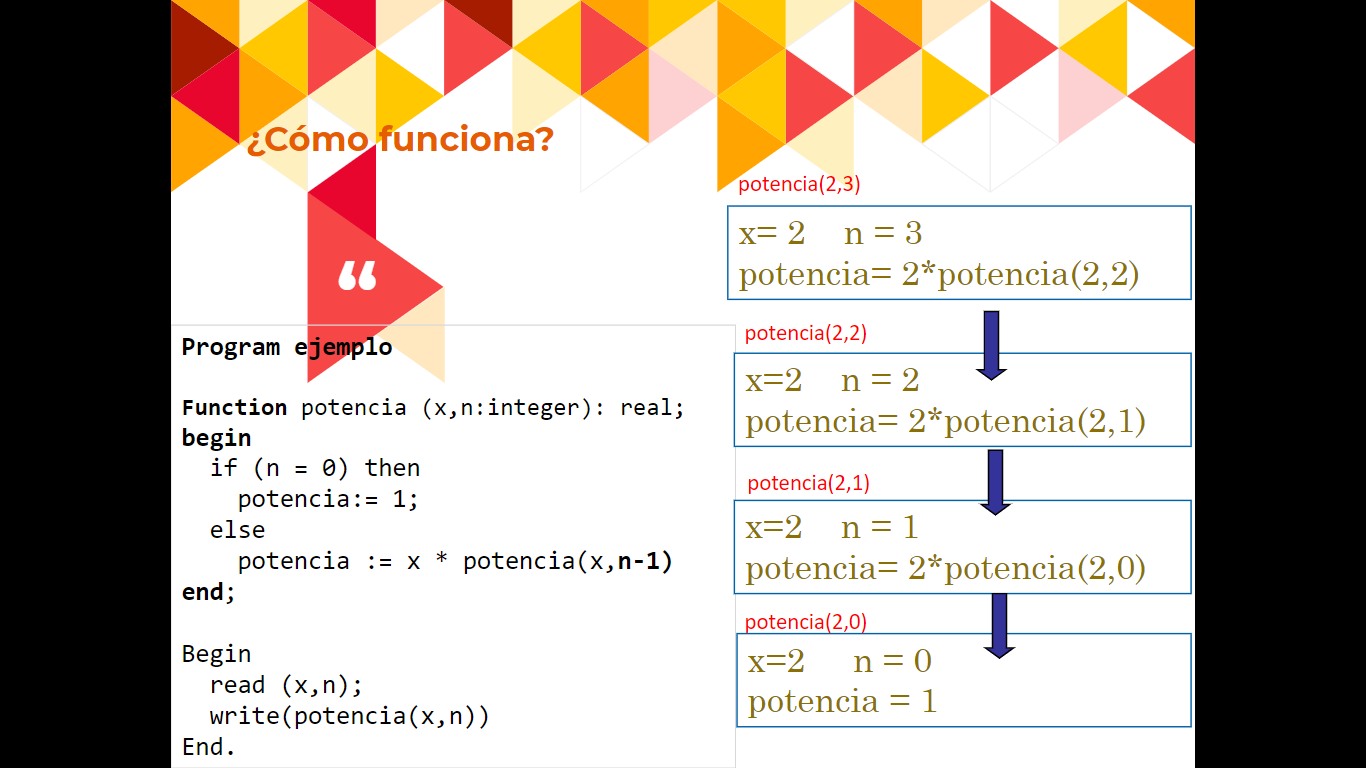 ¿Cómo funciona?
“
Program ejemplo
Function potencia (x,n:integer): real;
begin
if (n = 0) then
potencia:= 1;
else
potencia := x * potencia(x,n-1)
end;
Begin
read (x,n);
write(potencia(x,n))
End.
potencia(2,3)
x= 2 n = 3
potencia= 2*potencia(2,2)
potencia(2,2)
x=2 n = 2
potencia= 2*potencia(2,1)
potencia(2,1)
x=2 n = 1
potencia= 2*potencia(2,0)
potencia(2,0)
x=2 n = 0
potencia = 1